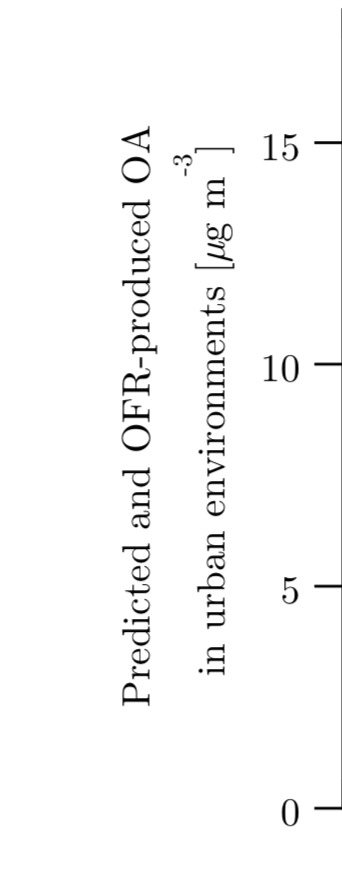 Predicted and OFR-produced OA
in urban environments [μg m⁻³]
15
10
5
0